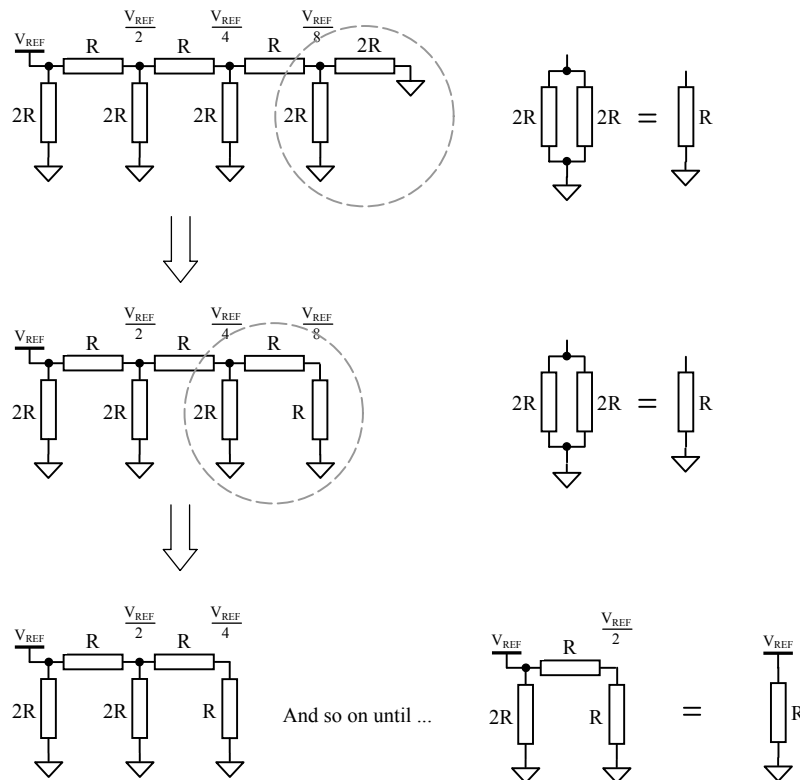 V_REF R V_REF/2 R V_REF/4 R V_REF/8 2R
2R 2R 2R 2R 2R 2R = R
V_REF R V_REF/2 R V_REF/4 R V_REF/8
2R 2R 2R R 2R 2R = R
V_REF R V_REF/2 R V_REF/4
2R 2R R
And so on until ...
V_REF R V_REF/2 V_REF
2R R = R